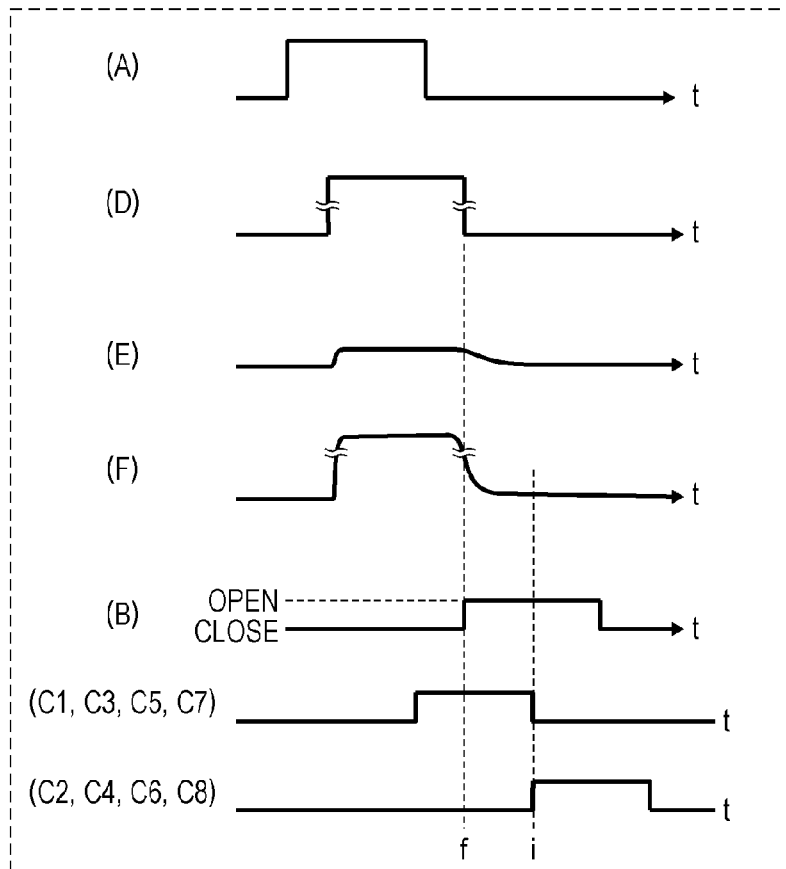 (A)
t
(D)
t
(E)
t
(F)
t
(B)
OPEN
CLOSE
t
(C1, C3, C5, C7)
t
(C2, C4, C6, C8)
t
f
i